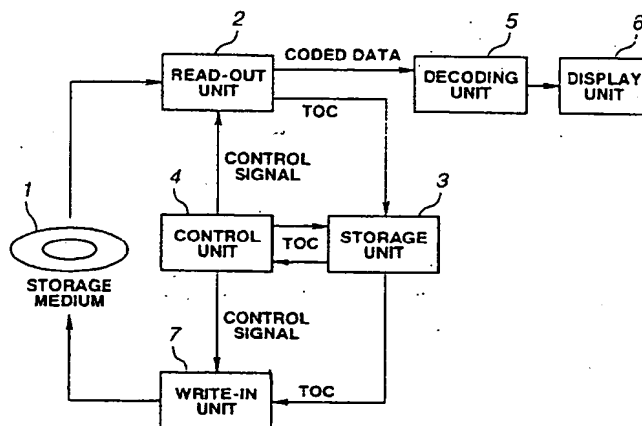 2
READ-OUT
UNIT
CODED DATA
5
DECODING
UNIT
6
DISPLAY
UNIT
TOC
CONTROL
SIGNAL
1
STORAGE
MEDIUM
4
CONTROL
UNIT
TOC
3
STORAGE
UNIT
CONTROL
SIGNAL
7
WRITE-IN
UNIT
TOC